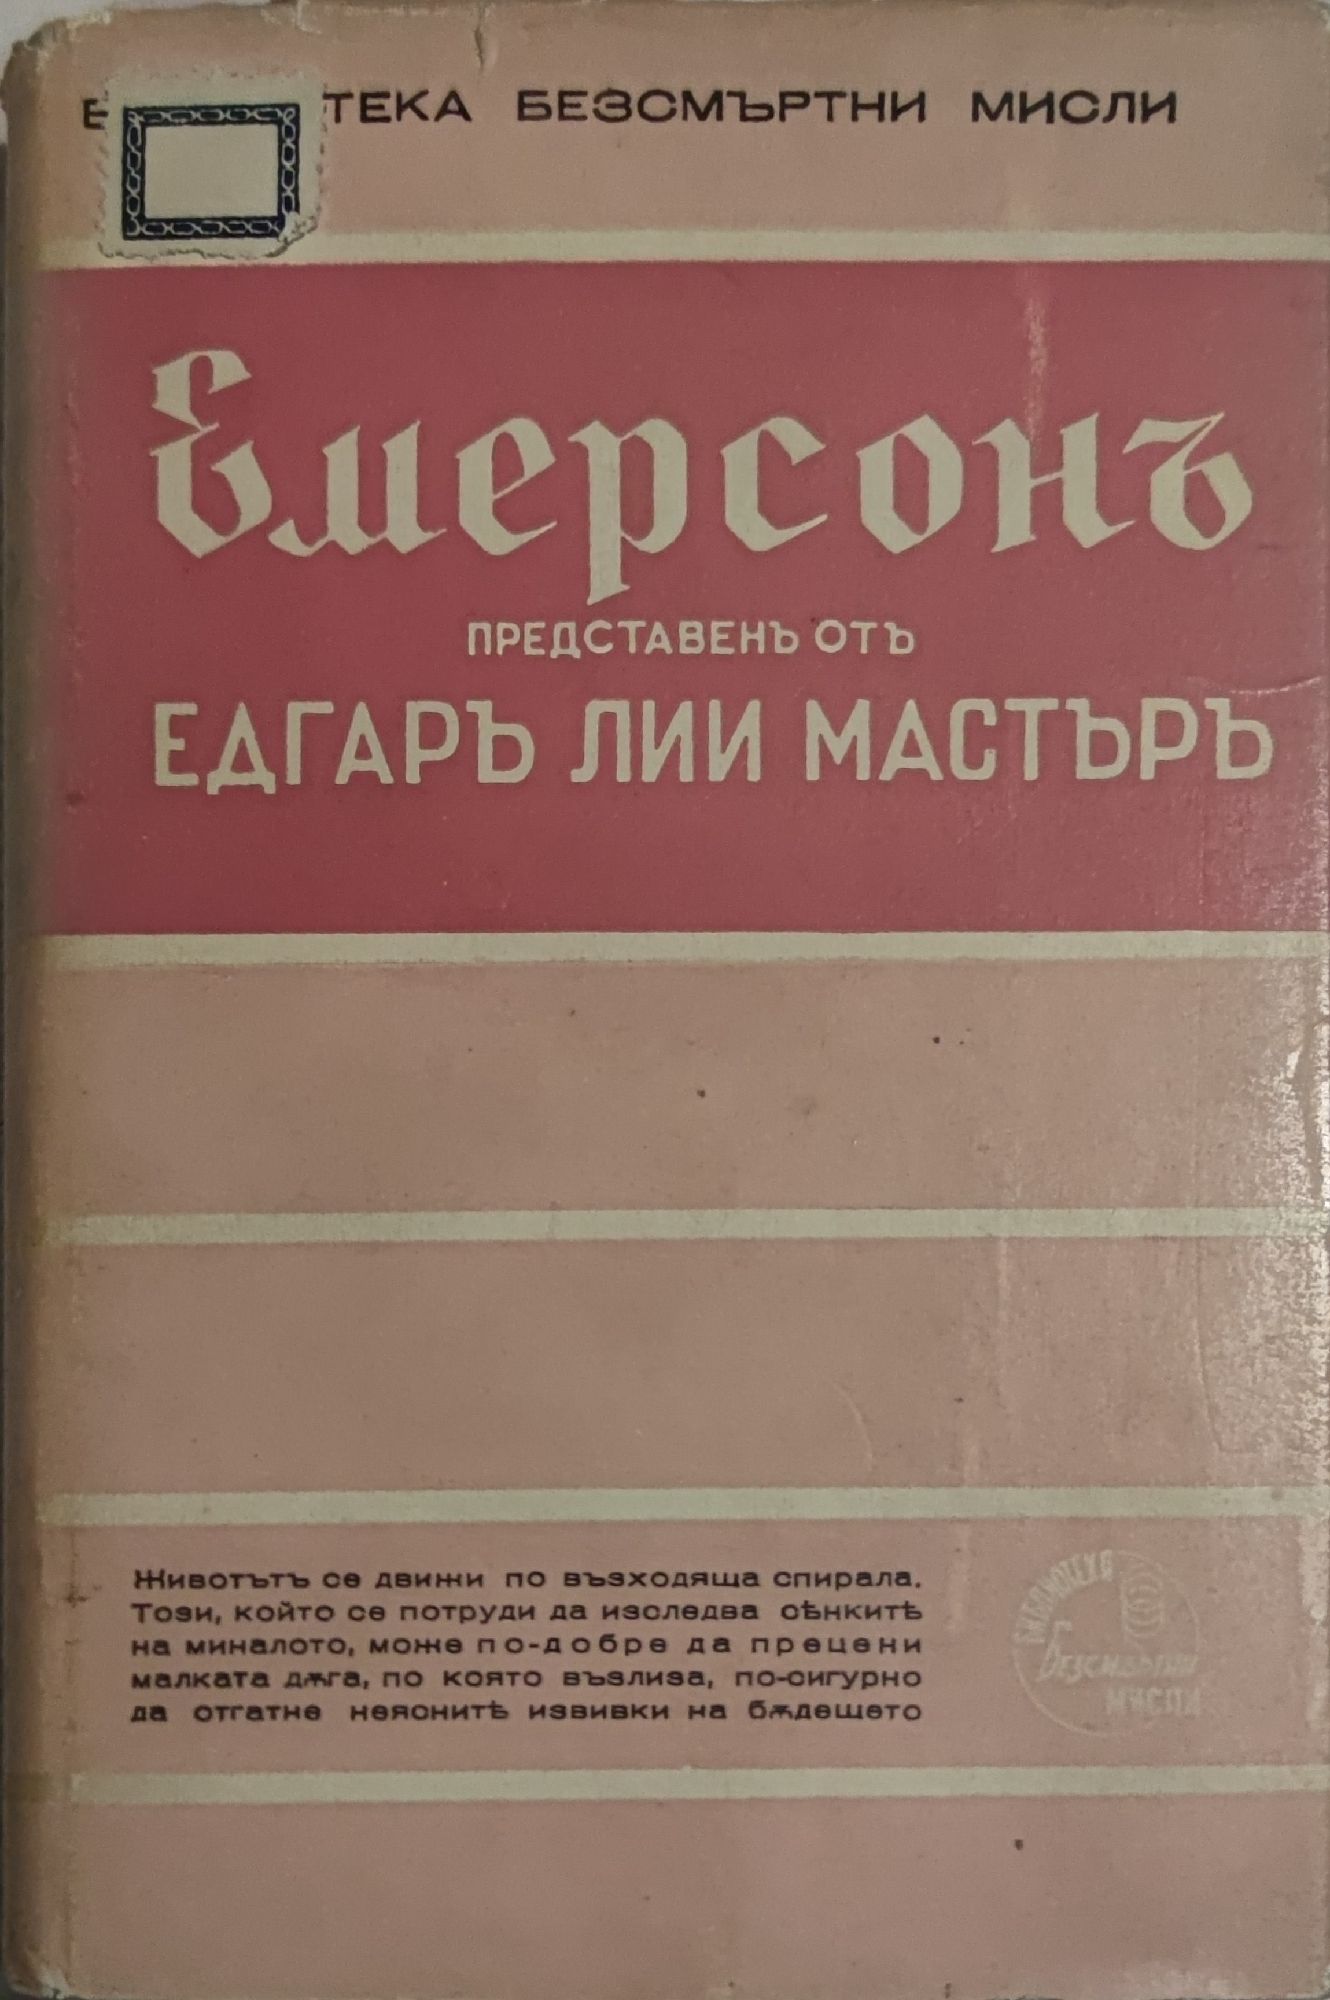 ТЕКА БЕЗСМЪРТНИ МИСЛИ
Емерсонъ
ПРЕДСТАВЕНЪ ОТЪ
ЕДГАРЪ ЛИИ МАСТЪРЪ
Животътъ се движи по възходяща спирала.
Този, който се потруди да изследва сѣнкитѣ
на миналото, може по-добре да прецени
малката дѫга, по която възлиза, по-сигурно
да отгатне неяснитѣ извивки на бѫдещето
БИБЛИОТЕКА
Безсмъртни
МИСЛИ